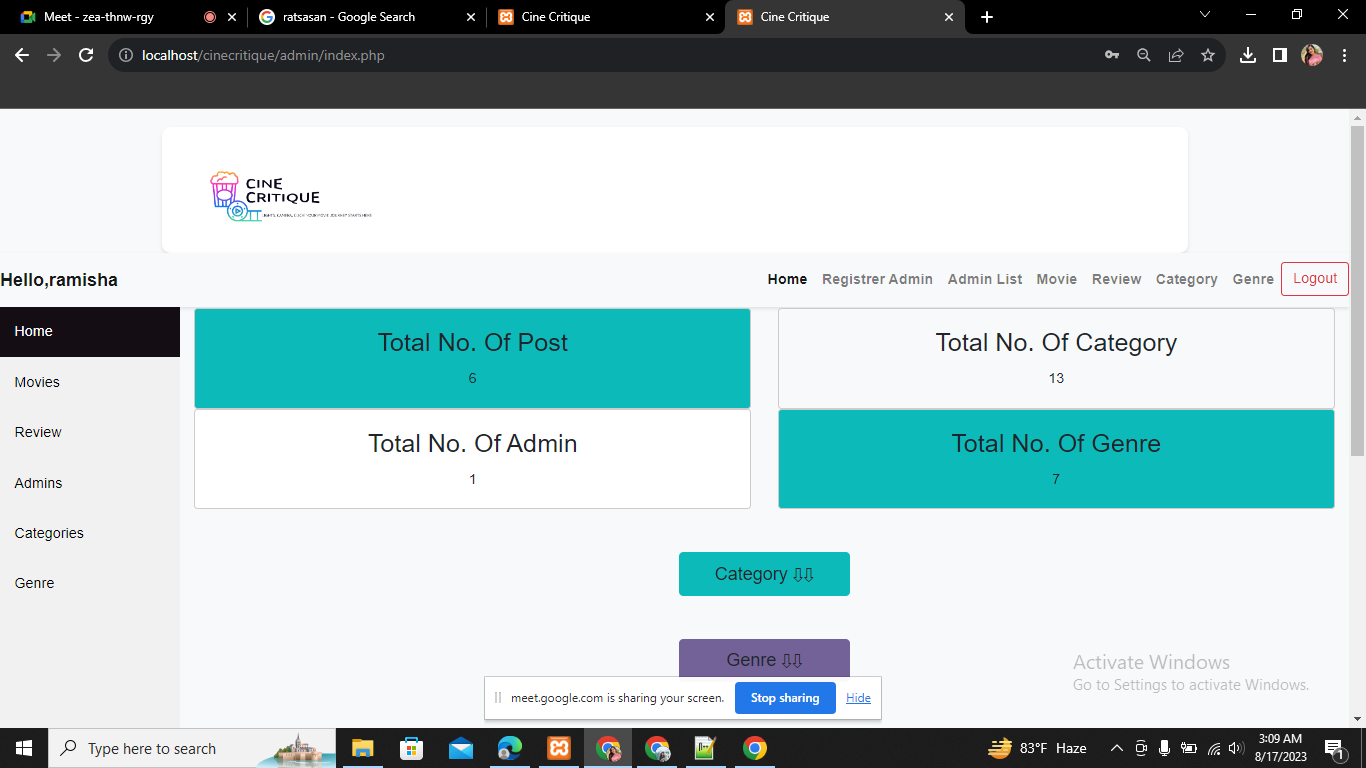 Meet - zea-thnw-rgy
ratsasan - Google Search
Cine Critique
Cine Critique
localhost/cinecritique/admin/index.php
CINE
CRITIQUE
Hello,ramisha
Home Registrer Admin Admin List Movie Review Category Genre Logout
Home
Movies
Review
Admins
Categories
Genre
Total No. Of Post
6
Total No. Of Category
13
Total No. Of Admin
1
Total No. Of Genre
7
Category ⇩⇩
Genre ⇩⇩
Activate Windows
Go to Settings to activate Windows.
meet.google.com is sharing your screen. Stop sharing Hide
Type here to search
83°F Haze
3:09 AM
8/17/2023
1